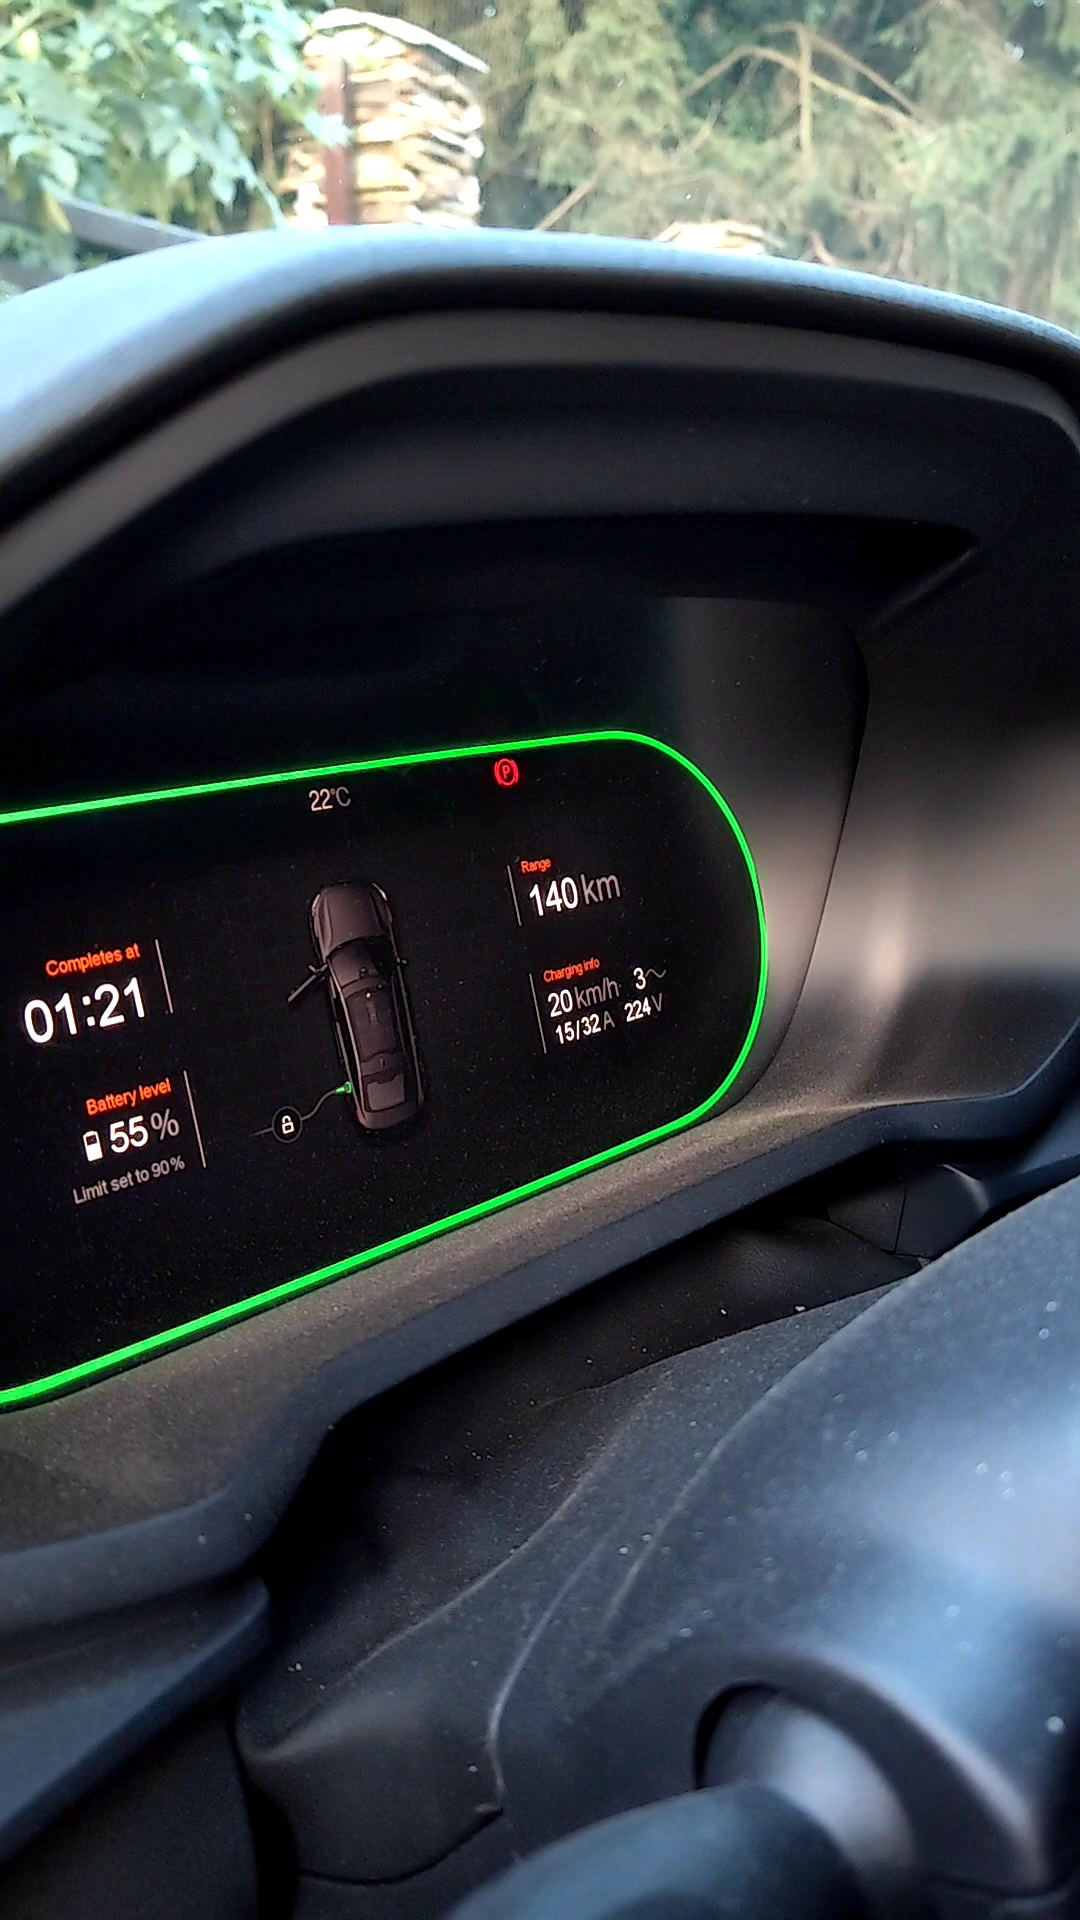 22°C
P
Completes at
01:21
Battery level
55%
Limit set to 90%
Range
140 km
Charging info
20 km/h 3~
15/32 A 224 V